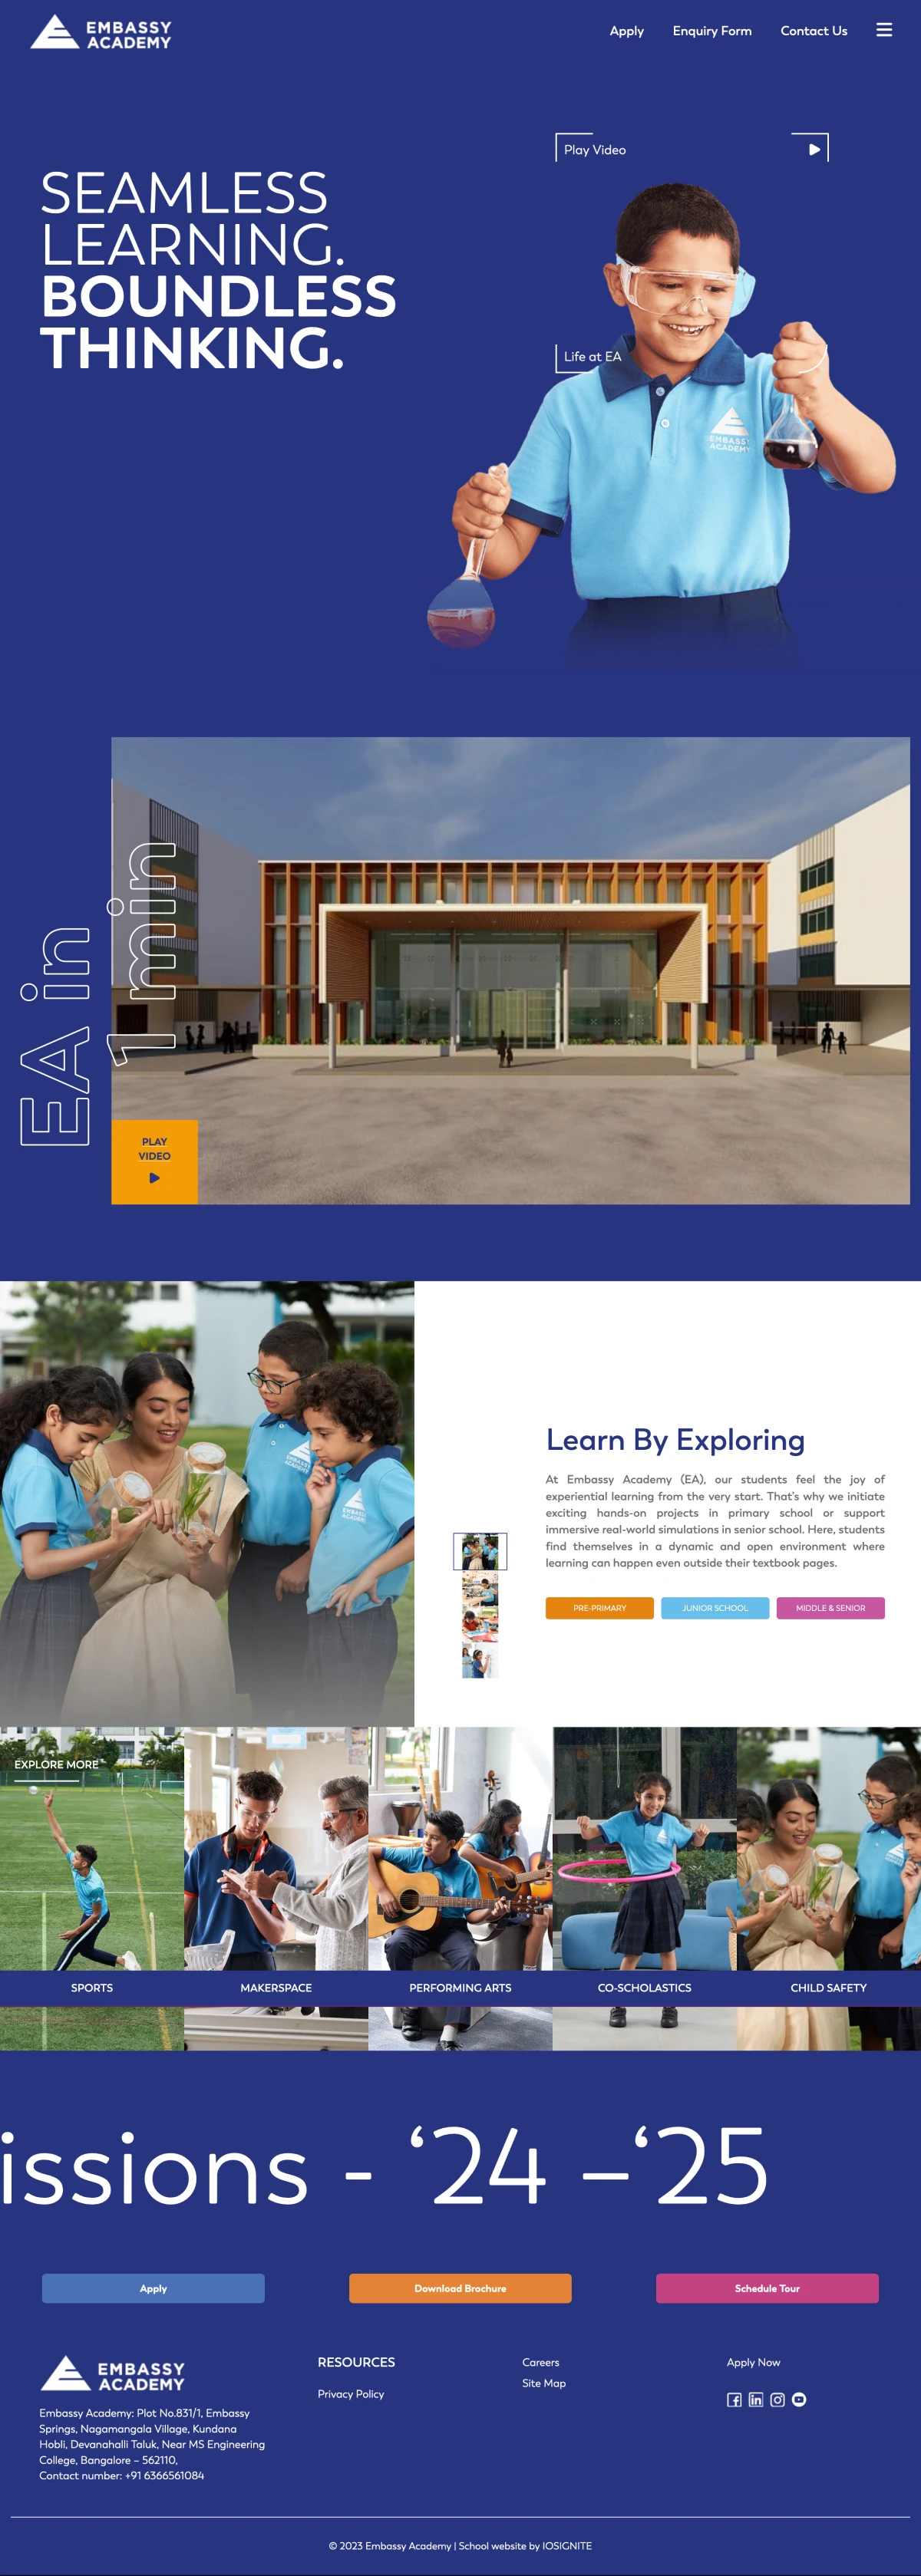 EMBASSY
ACADEMY
Apply
Enquiry Form
Contact Us
Play Video
SEAMLESS
LEARNING.
BOUNDLESS
THINKING.
Life at EA
EMBASSY
ACADEMY
EA in
1 min
PLAY
VIDEO
Learn By Exploring
At Embassy Academy (EA), our students feel the joy of
experiential learning from the very start. That's why we initiate
exciting hands-on projects in primary school or support
immersive real-world simulations in senior school. Here, students
find themselves in a dynamic and open environment where
learning can happen even outside their textbook pages.
PRE-PRIMARY
JUNIOR SCHOOL
MIDDLE & SENIOR
EXPLORE MORE
SPORTS
MAKERSPACE
PERFORMING ARTS
CO-SCHOLASTICS
CHILD SAFETY
issions - ‘24 –‘25
Apply
Download Brochure
Schedule Tour
EMBASSY
ACADEMY
Embassy Academy: Plot No.831/1, Embassy
Springs, Nagamangala Village, Kundana
Hobli, Devanahalli Taluk, Near MS Engineering
College, Bangalore – 562110,
Contact number: +91 6366561084
RESOURCES
Privacy Policy
Careers
Site Map
Apply Now
© 2023 Embassy Academy | School website by IOSIGNITE